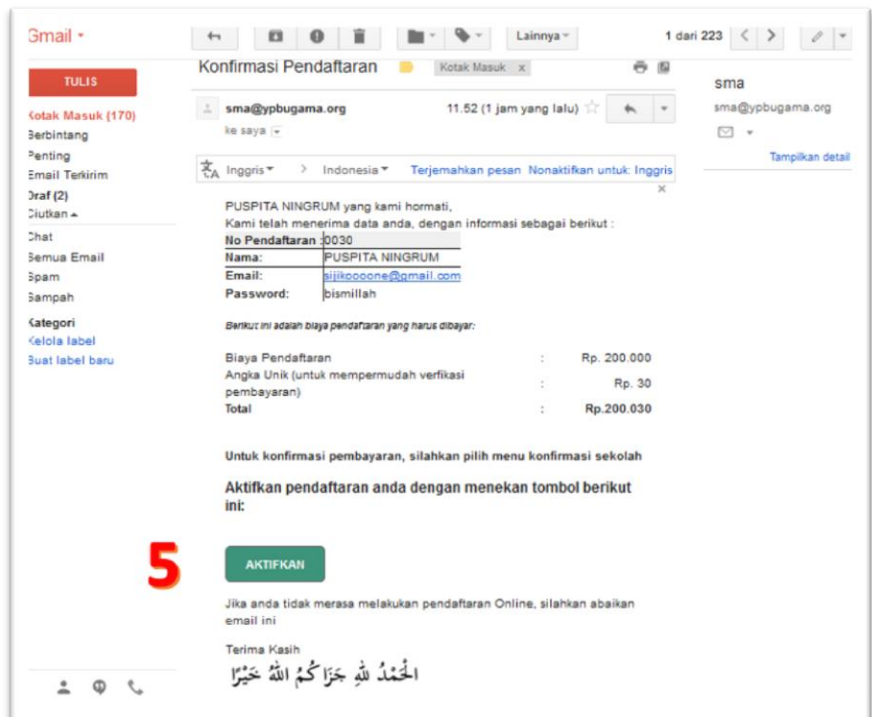 Gmail
Lainnya
1 dari 223
TULIS
Kotak Masuk (170)
Berbintang
Penting
Email Terkirim
Draf (2)
Ciutkan
Chat
Semua Email
Spam
Sampah
Kategori
Kelola label
Buat label baru
Konfirmasi Pendaftaran
Kotak Masuk x
sma@ypbugama.org
11.52 (1 jam yang lalu)
ke saya
Inggris > Indonesia Terjemahkan pesan Nonaktifkan untuk: Inggris
x
PUSPITA NINGRUM yang kami hormati,
Kami telah menerima data anda, dengan informasi sebagai berikut :
No Pendaftaran :0030
Nama: PUSPITA NINGRUM
Email: sijikoooone@gmail.com
Password: bismillah
Berikut ini adalah biaya pendaftaran yang harus dibayar:
Biaya Pendaftaran : Rp. 200.000
Angka Unik (untuk mempermudah verfikasi
pembayaran) : Rp. 30
Total : Rp.200.030
Untuk konfirmasi pembayaran, silahkan pilih menu konfirmasi sekolah
Aktifkan pendaftaran anda dengan menekan tombol berikut
ini:
5
AKTIFKAN
Jika anda tidak merasa melakukan pendaftaran Online, silahkan abaikan
email ini
Terima Kasih
الْحَمْدُ لِلّٰهِ جَزَاكُمُ اللّٰهُ خَيْرًا
sma
sma@ypbugama.org
Tampilkan detail